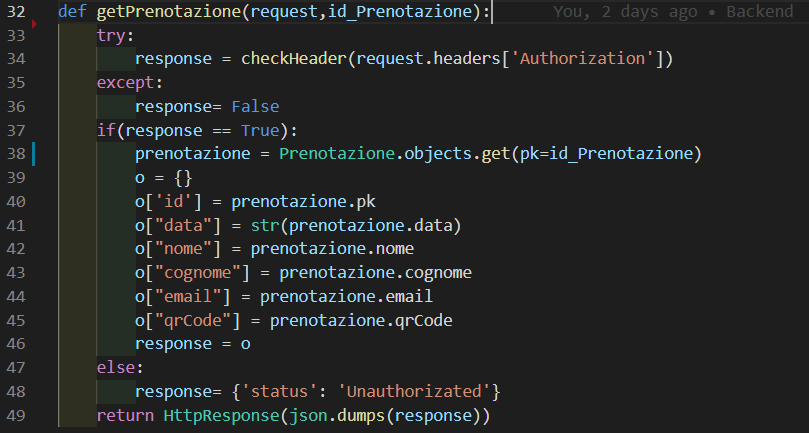 32 def getPrenotazione(request,id_Prenotazione): You, 2 days ago • Backend
33 try:
34 response = checkHeader(request.headers['Authorization'])
35 except:
36 response= False
37 if(response == True):
38 prenotazione = Prenotazione.objects.get(pk=id_Prenotazione)
39 o = {}
40 o['id'] = prenotazione.pk
41 o["data"] = str(prenotazione.data)
42 o["nome"] = prenotazione.nome
43 o["cognome"] = prenotazione.cognome
44 o["email"] = prenotazione.email
45 o["qrCode"] = prenotazione.qrCode
46 response = o
47 else:
48 response= {'status': 'Unauthorizated'}
49 return HttpResponse(json.dumps(response))